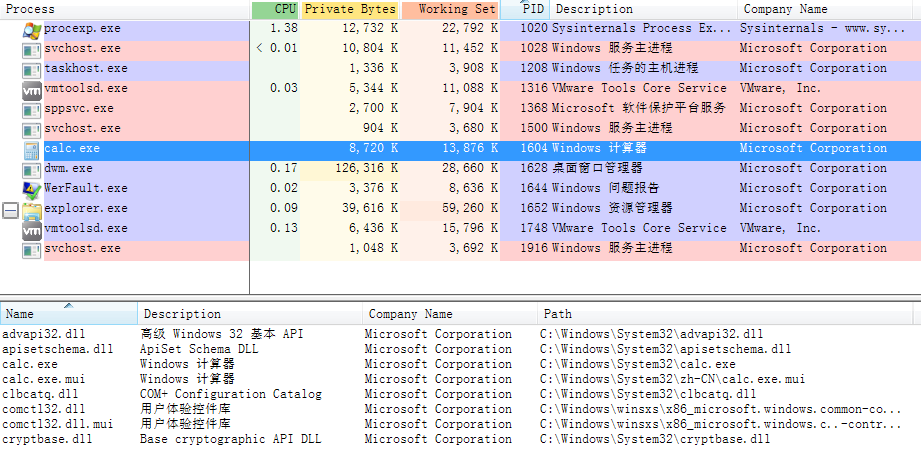 Process CPU Private Bytes Working Set PID Description Company Name
procexp.exe 1.38 12,732 K 22,792 K 1020 Sysinternals Process Ex... Sysinternals - www.sy...
svchost.exe < 0.01 10,804 K 11,452 K 1028 Windows 服务主进程 Microsoft Corporation
taskhost.exe 1,336 K 3,908 K 1208 Windows 任务的主机进程 Microsoft Corporation
vm vmtoolsd.exe 0.03 5,344 K 11,088 K 1316 VMware Tools Core Service VMware, Inc.
sppsvc.exe 2,700 K 7,904 K 1368 Microsoft 软件保护平台服务 Microsoft Corporation
svchost.exe 904 K 3,680 K 1500 Windows 服务主进程 Microsoft Corporation
calc.exe 8,720 K 13,876 K 1604 Windows 计算器 Microsoft Corporation
dwm.exe 0.17 126,316 K 28,660 K 1628 桌面窗口管理器 Microsoft Corporation
WerFault.exe 0.02 3,376 K 8,636 K 1644 Windows 问题报告 Microsoft Corporation
explorer.exe 0.09 39,616 K 59,260 K 1652 Windows 资源管理器 Microsoft Corporation
vm vmtoolsd.exe 0.13 6,436 K 15,796 K 1748 VMware Tools Core Service VMware, Inc.
svchost.exe 1,048 K 3,692 K 1916 Windows 服务主进程 Microsoft Corporation
Name Description Company Name Path
advapi32.dll 高级 Windows 32 基本 API Microsoft Corporation C:\Windows\System32\advapi32.dll
apisetschema.dll ApiSet Schema DLL Microsoft Corporation C:\Windows\System32\apisetschema.dll
calc.exe Windows 计算器 Microsoft Corporation C:\Windows\System32\calc.exe
calc.exe.mui Windows 计算器 Microsoft Corporation C:\Windows\System32\zh-CN\calc.exe.mui
clbcatq.dll COM+ Configuration Catalog Microsoft Corporation C:\Windows\System32\clbcatq.dll
comctl32.dll 用户体验控件库 Microsoft Corporation C:\Windows\winsxs\x86_microsoft.windows.common-co...
comctl32.dll.mui 用户体验控件库 Microsoft Corporation C:\Windows\winsxs\x86_microsoft.windows.c..-contr...
cryptbase.dll Base cryptographic API DLL Microsoft Corporation C:\Windows\System32\cryptbase.dll